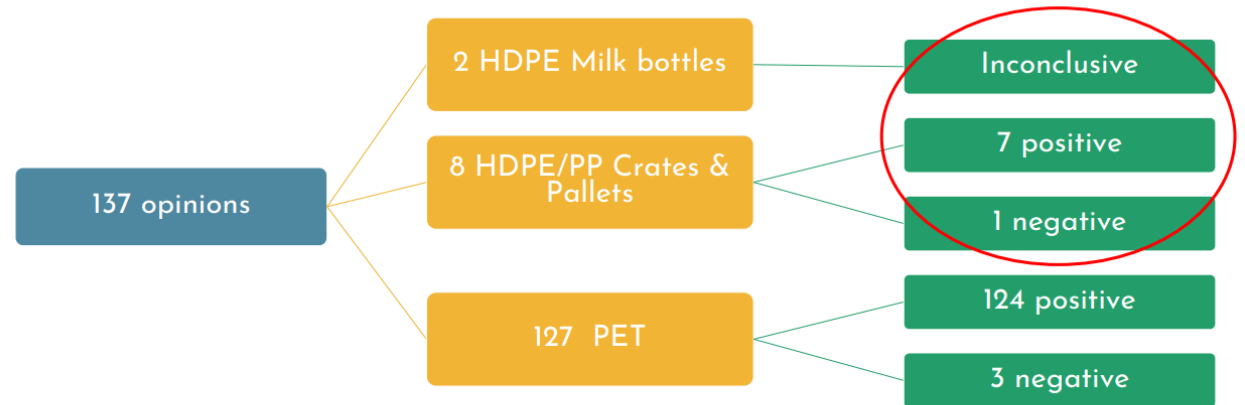 2 HDPE Milk bottles
Inconclusive
7 positive
8 HDPE/PP Crates &
Pallets
137 opinions
1 negative
124 positive
127 PET
3 negative